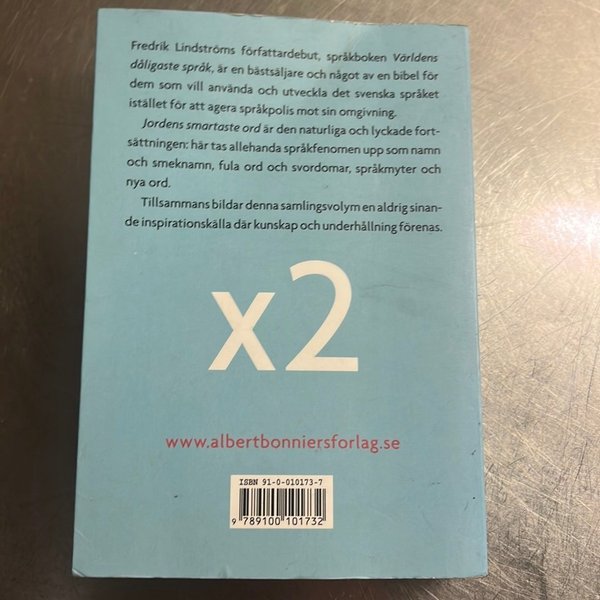 Fredrik Lindströms författardebut, språkboken Världens
dåligaste språk, är en bästsäljare och något av en bibel för
dem som vill använda och utveckla det svenska språket
istället för att agera språkpolis mot sin omgivning.
Jordens smartaste ord är den naturliga och lyckade fort-
sättningen: här tas allehanda språkfenomen upp som namn
och smeknamn, fula ord och svordomar, språkmyter och
nya ord.
Tillsammans bildar denna samlingsvolym en aldrig sinan-
de inspirationskälla där kunskap och underhållning förenas.
x2
www.albertbonniersforlag.se
ISBN 91-0-010173-7
9 789100 101732